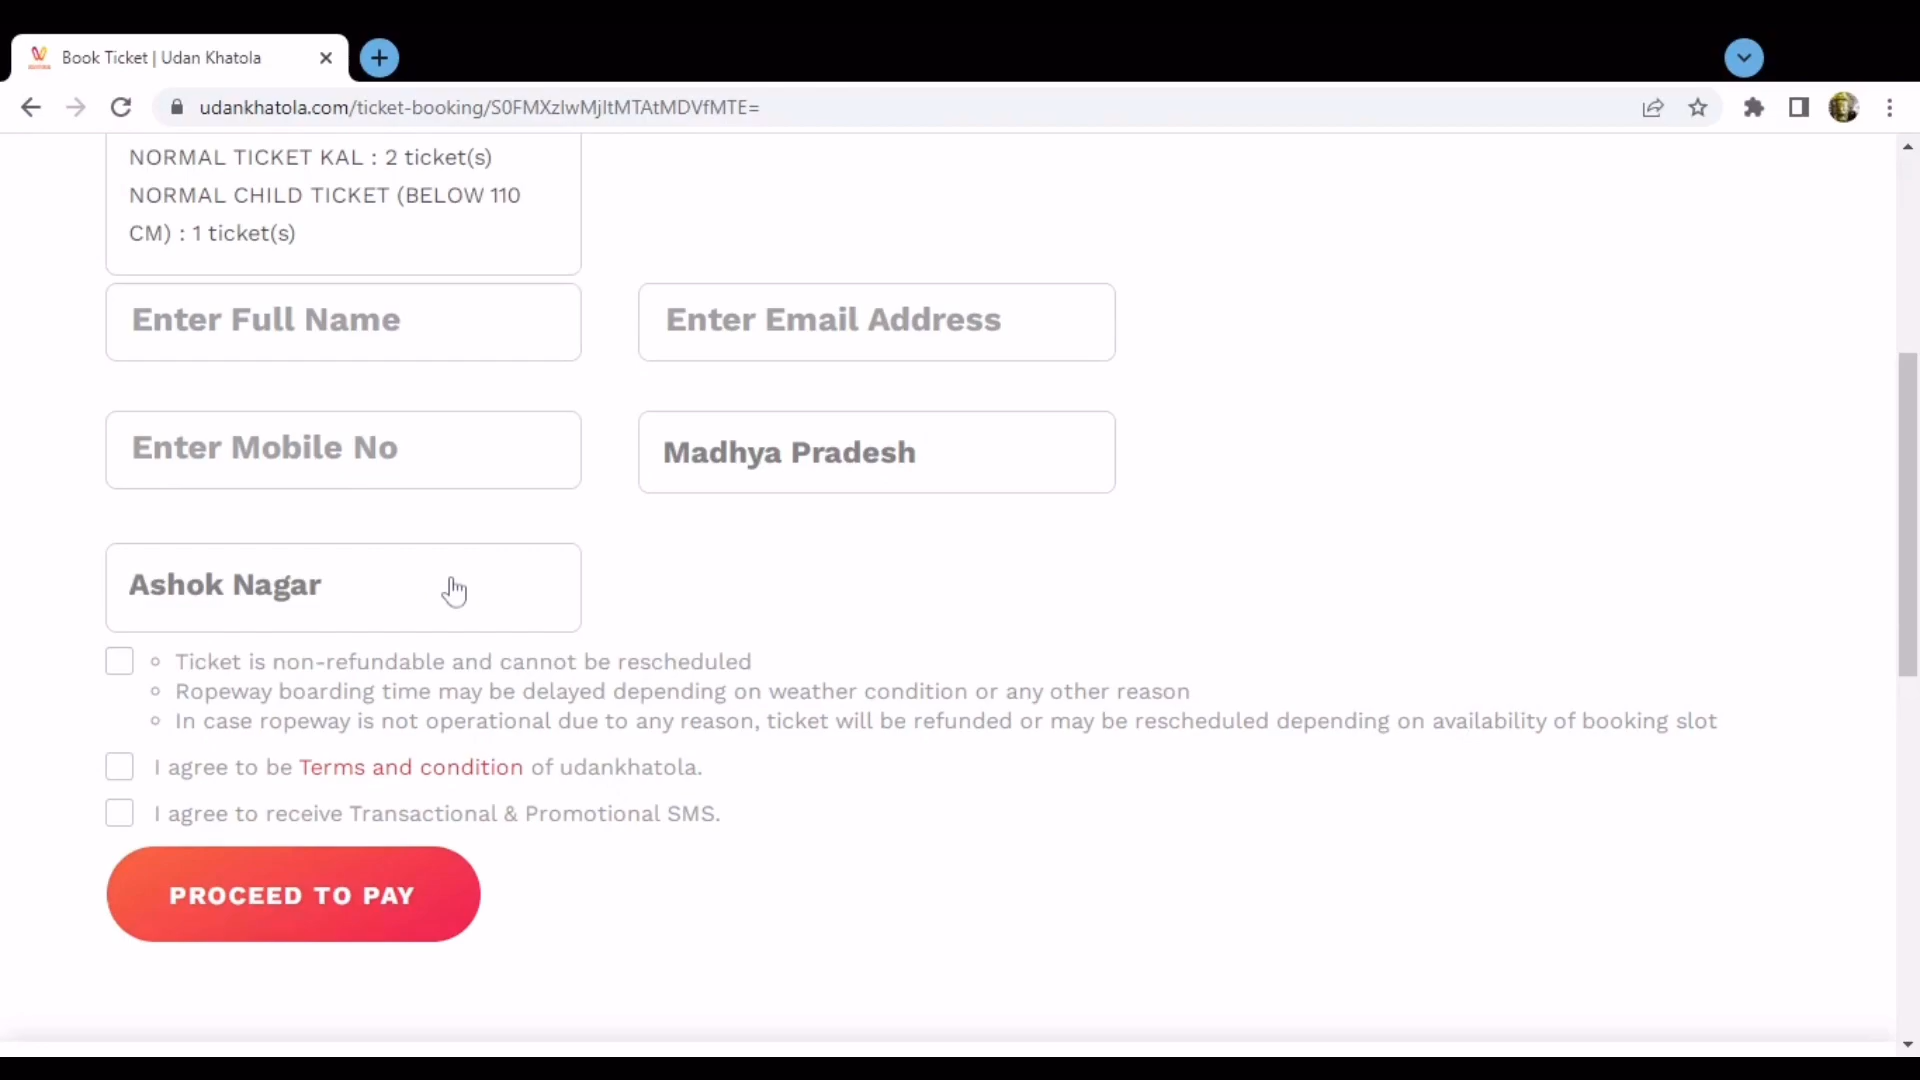 Book Ticket | Udan Khatola
udankhatola.com/ticket-booking/S0FMXzIwMjItMTAtMDVfMTE=
NORMAL TICKET KAL : 2 ticket(s)
NORMAL CHILD TICKET (BELOW 110
CM) : 1 ticket(s)
Enter Full Name
Enter Email Address
Enter Mobile No
Madhya Pradesh
Ashok Nagar
Ticket is non-refundable and cannot be rescheduled
Ropeway boarding time may be delayed depending on weather condition or any other reason
In case ropeway is not operational due to any reason, ticket will be refunded or may be rescheduled depending on availability of booking slot
I agree to be Terms and condition of udankhatola.
I agree to receive Transactional & Promotional SMS.
PROCEED TO PAY